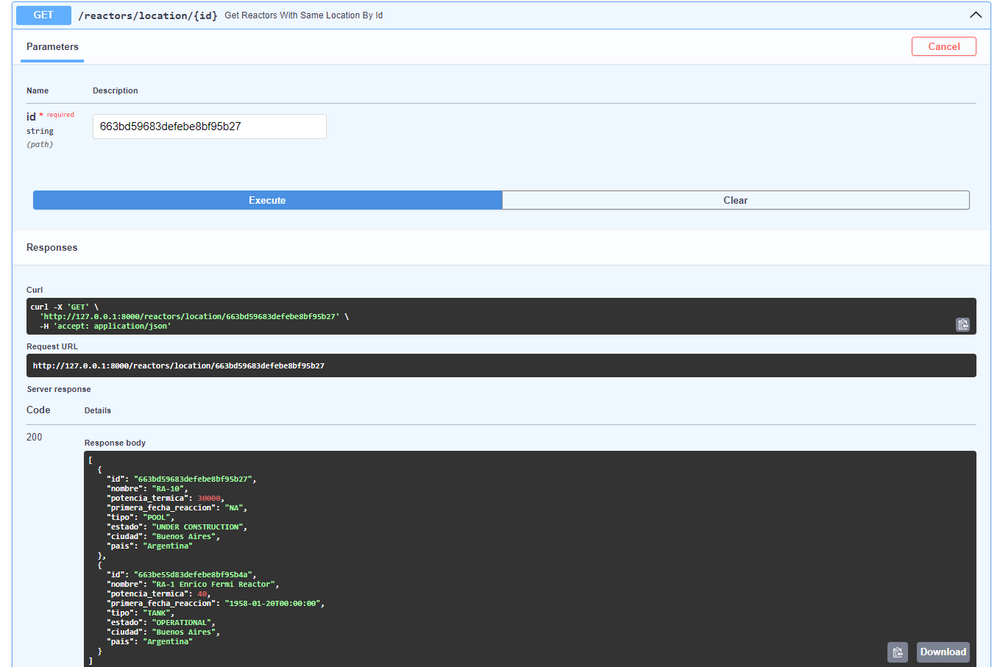 GET /reactors/location/{id} Get Reactors With Same Location By Id
Parameters
Cancel
Name Description
id * required
string
(path)
663bd59683defebe8bf95b27
Execute Clear
Responses
Curl
curl -X 'GET' \
  'http://127.0.0.1:8000/reactors/location/663bd59683defebe8bf95b27' \
  -H 'accept: application/json'
Request URL
http://127.0.0.1:8000/reactors/location/663bd59683defebe8bf95b27
Server response
Code Details
200
Response body
[
  {
    "id": "663bd59683defebe8bf95b27",
    "nombre": "RA-10",
    "potencia_termica": 30000,
    "primera_fecha_reaccion": "NA",
    "tipo": "POOL",
    "estado": "UNDER CONSTRUCTION",
    "ciudad": "Buenos Aires",
    "pais": "Argentina"
  },
  {
    "id": "663be55d83defebe8bf95b4a",
    "nombre": "RA-1 Enrico Fermi Reactor",
    "potencia_termica": 40,
    "primera_fecha_reaccion": "1958-01-20T00:00:00",
    "tipo": "TANK",
    "estado": "OPERATIONAL",
    "ciudad": "Buenos Aires",
    "pais": "Argentina"
  }
]
Download